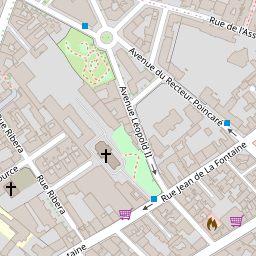 Rue de l'Ass
Avenue du Recteur Poincaré
Avenue Léopold II
Rue Ribera
Rue Ribera
ource
Rue Jean de La Fontaine
aine